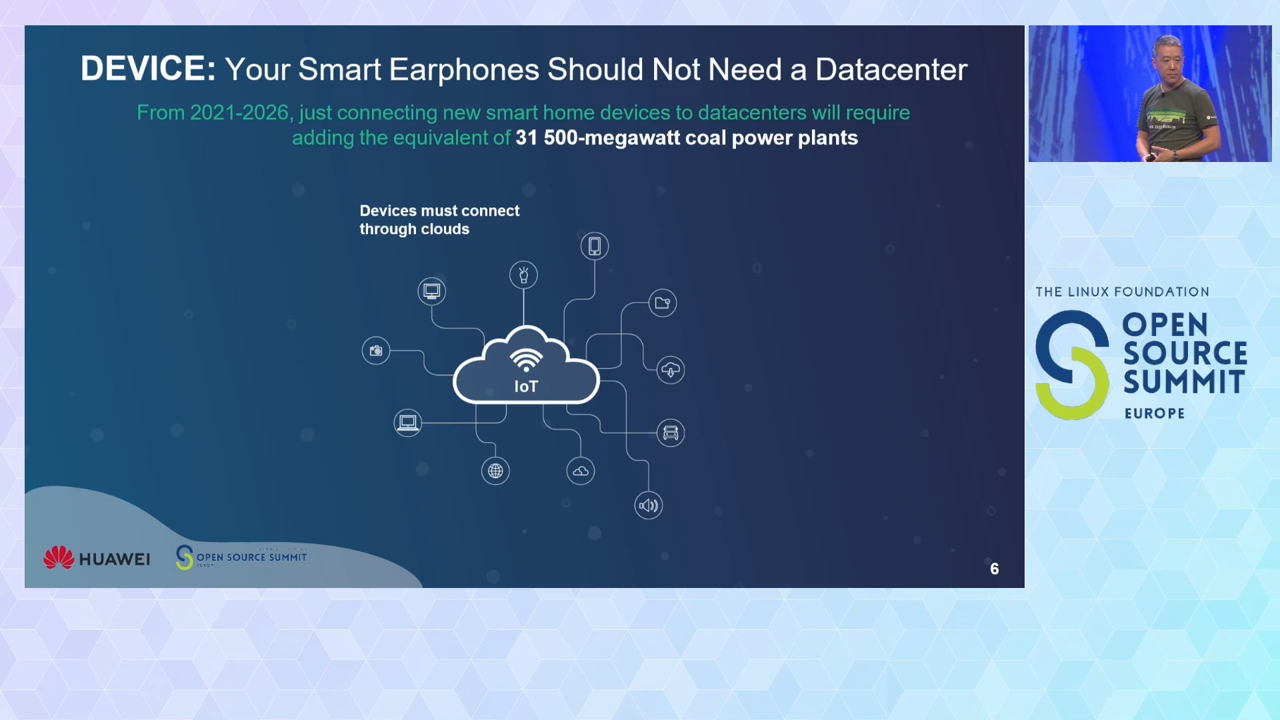 DEVICE: Your Smart Earphones Should Not Need a Datacenter
From 2021-2026, just connecting new smart home devices to datacenters will require
adding the equivalent of 31 500-megawatt coal power plants
Devices must connect
through clouds
IoT
HUAWEI
OPEN SOURCE SUMMIT
6
THE LINUX FOUNDATION
OPEN
SOURCE
SUMMIT
EUROPE